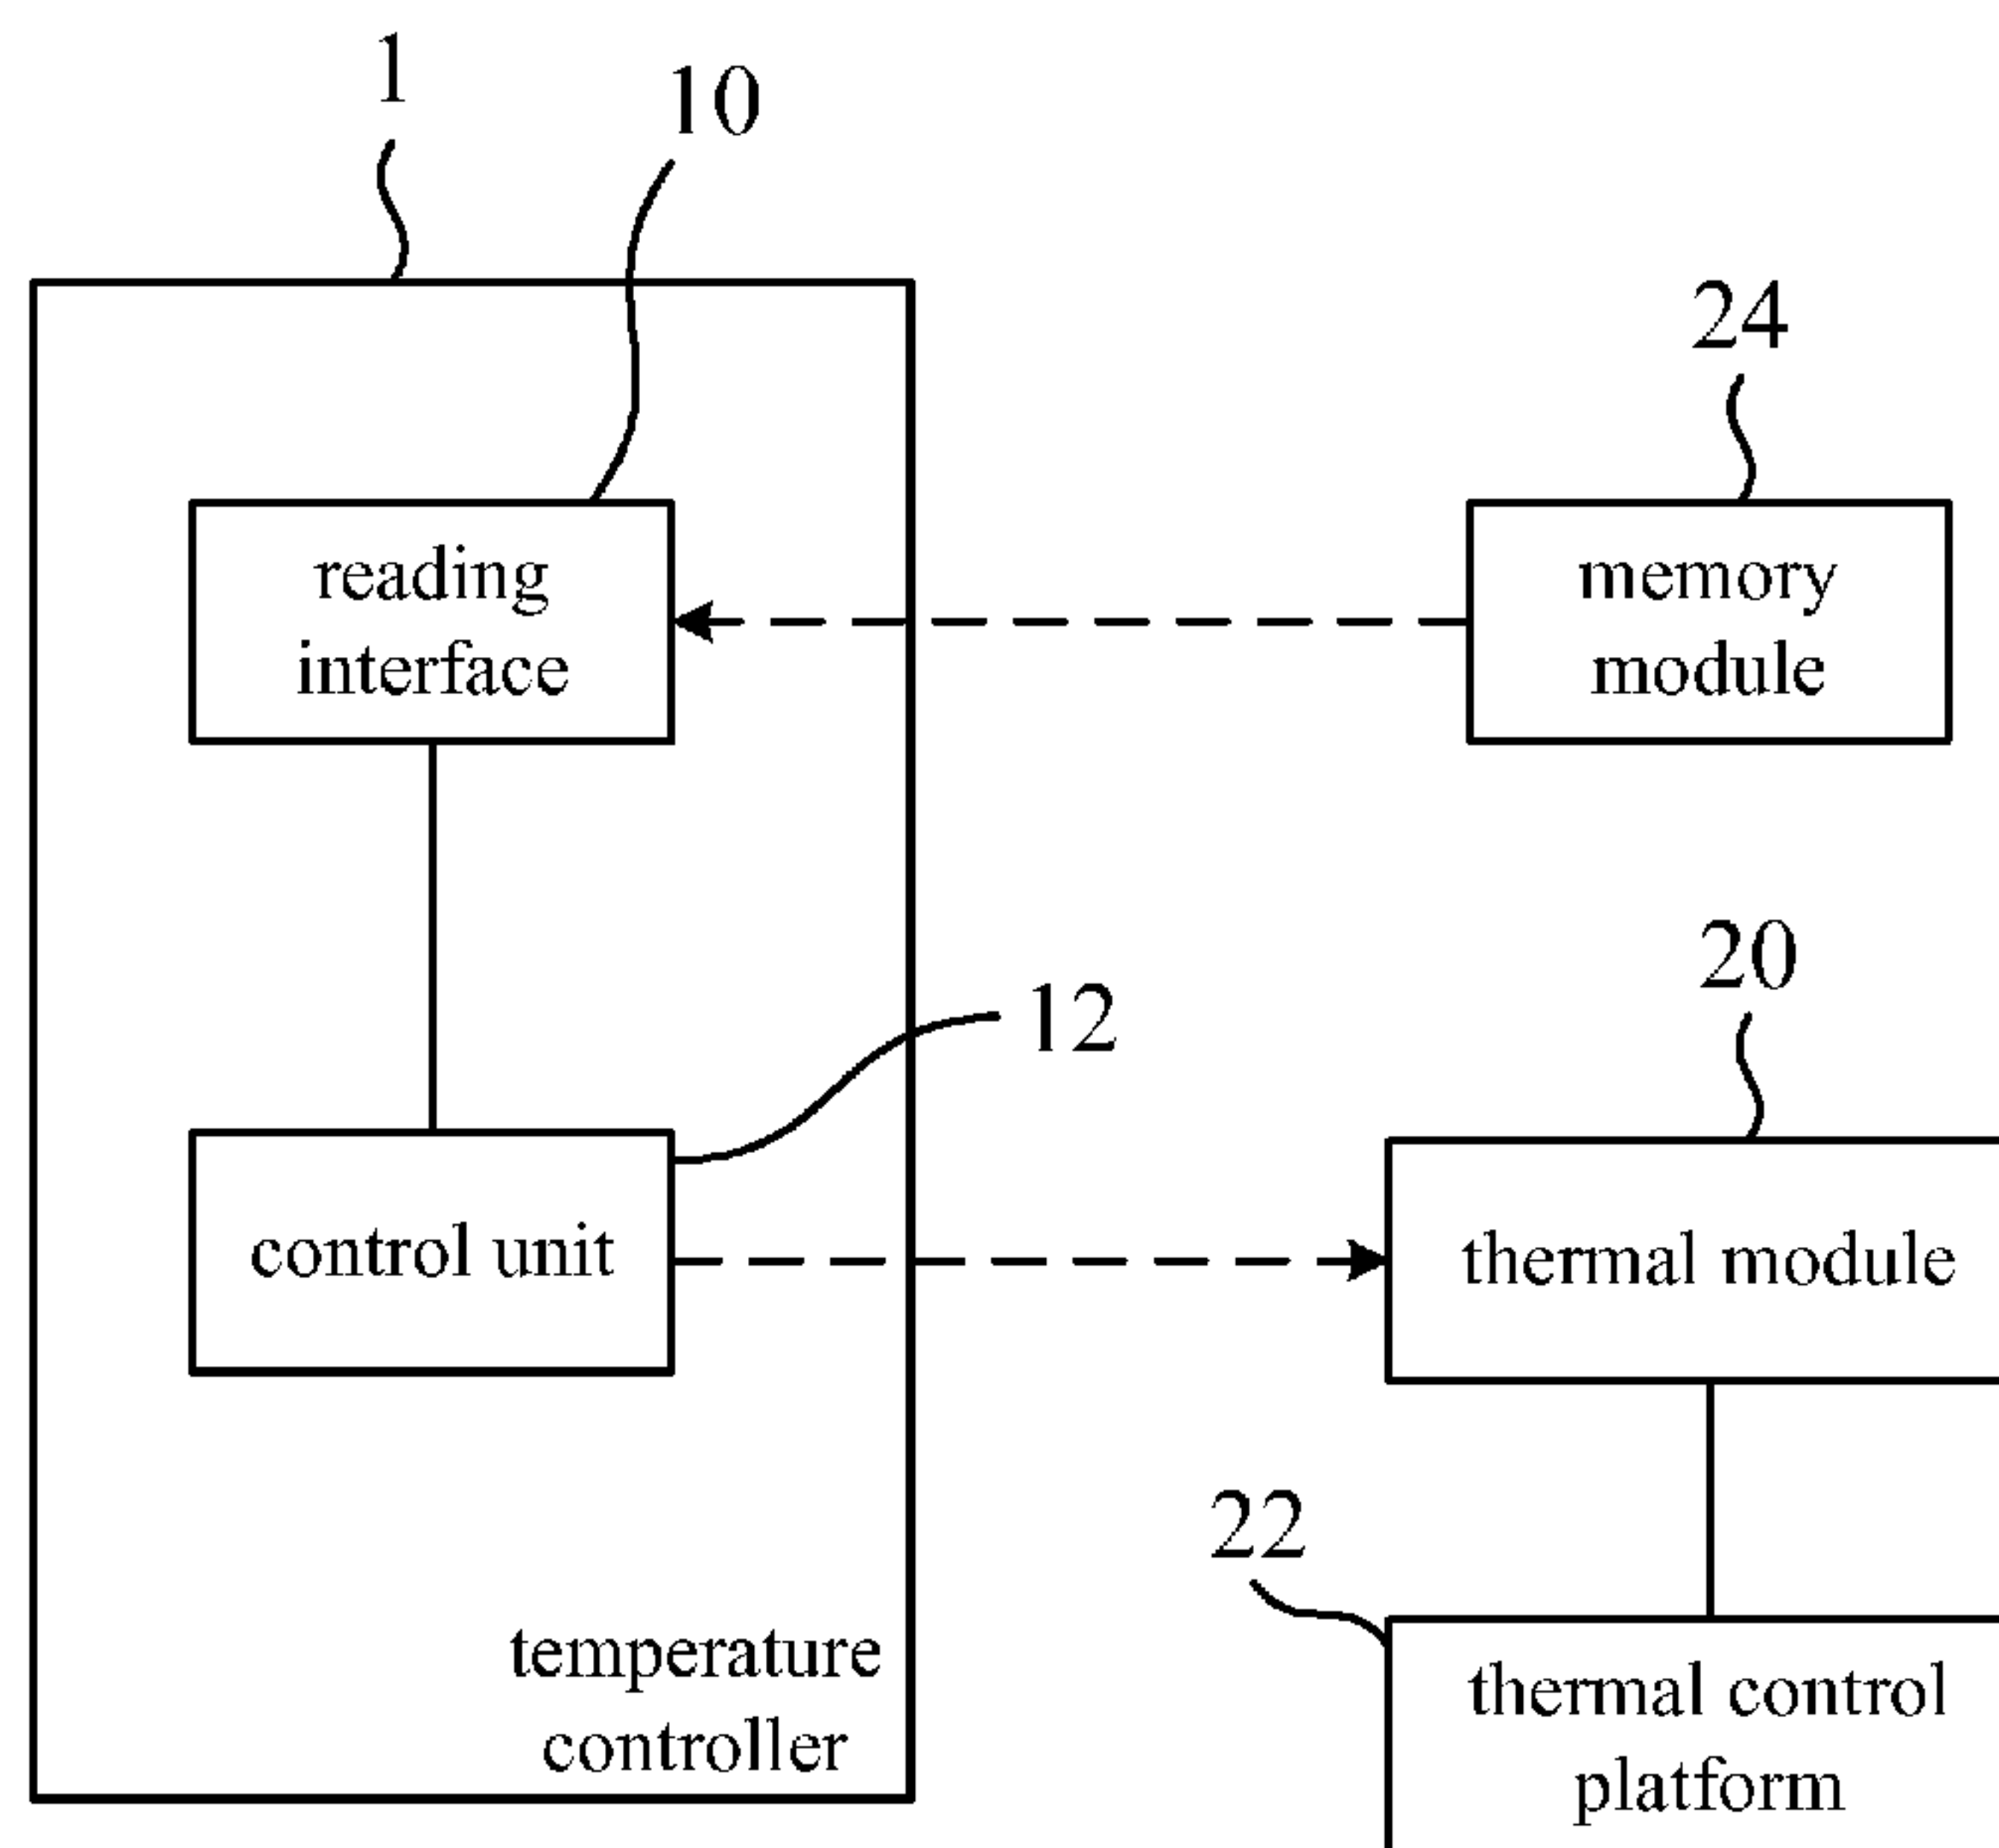 1
10
24
reading
interface
memory
module
20
12
control unit
thermal module
22
temperature
controller
thermal control
platform